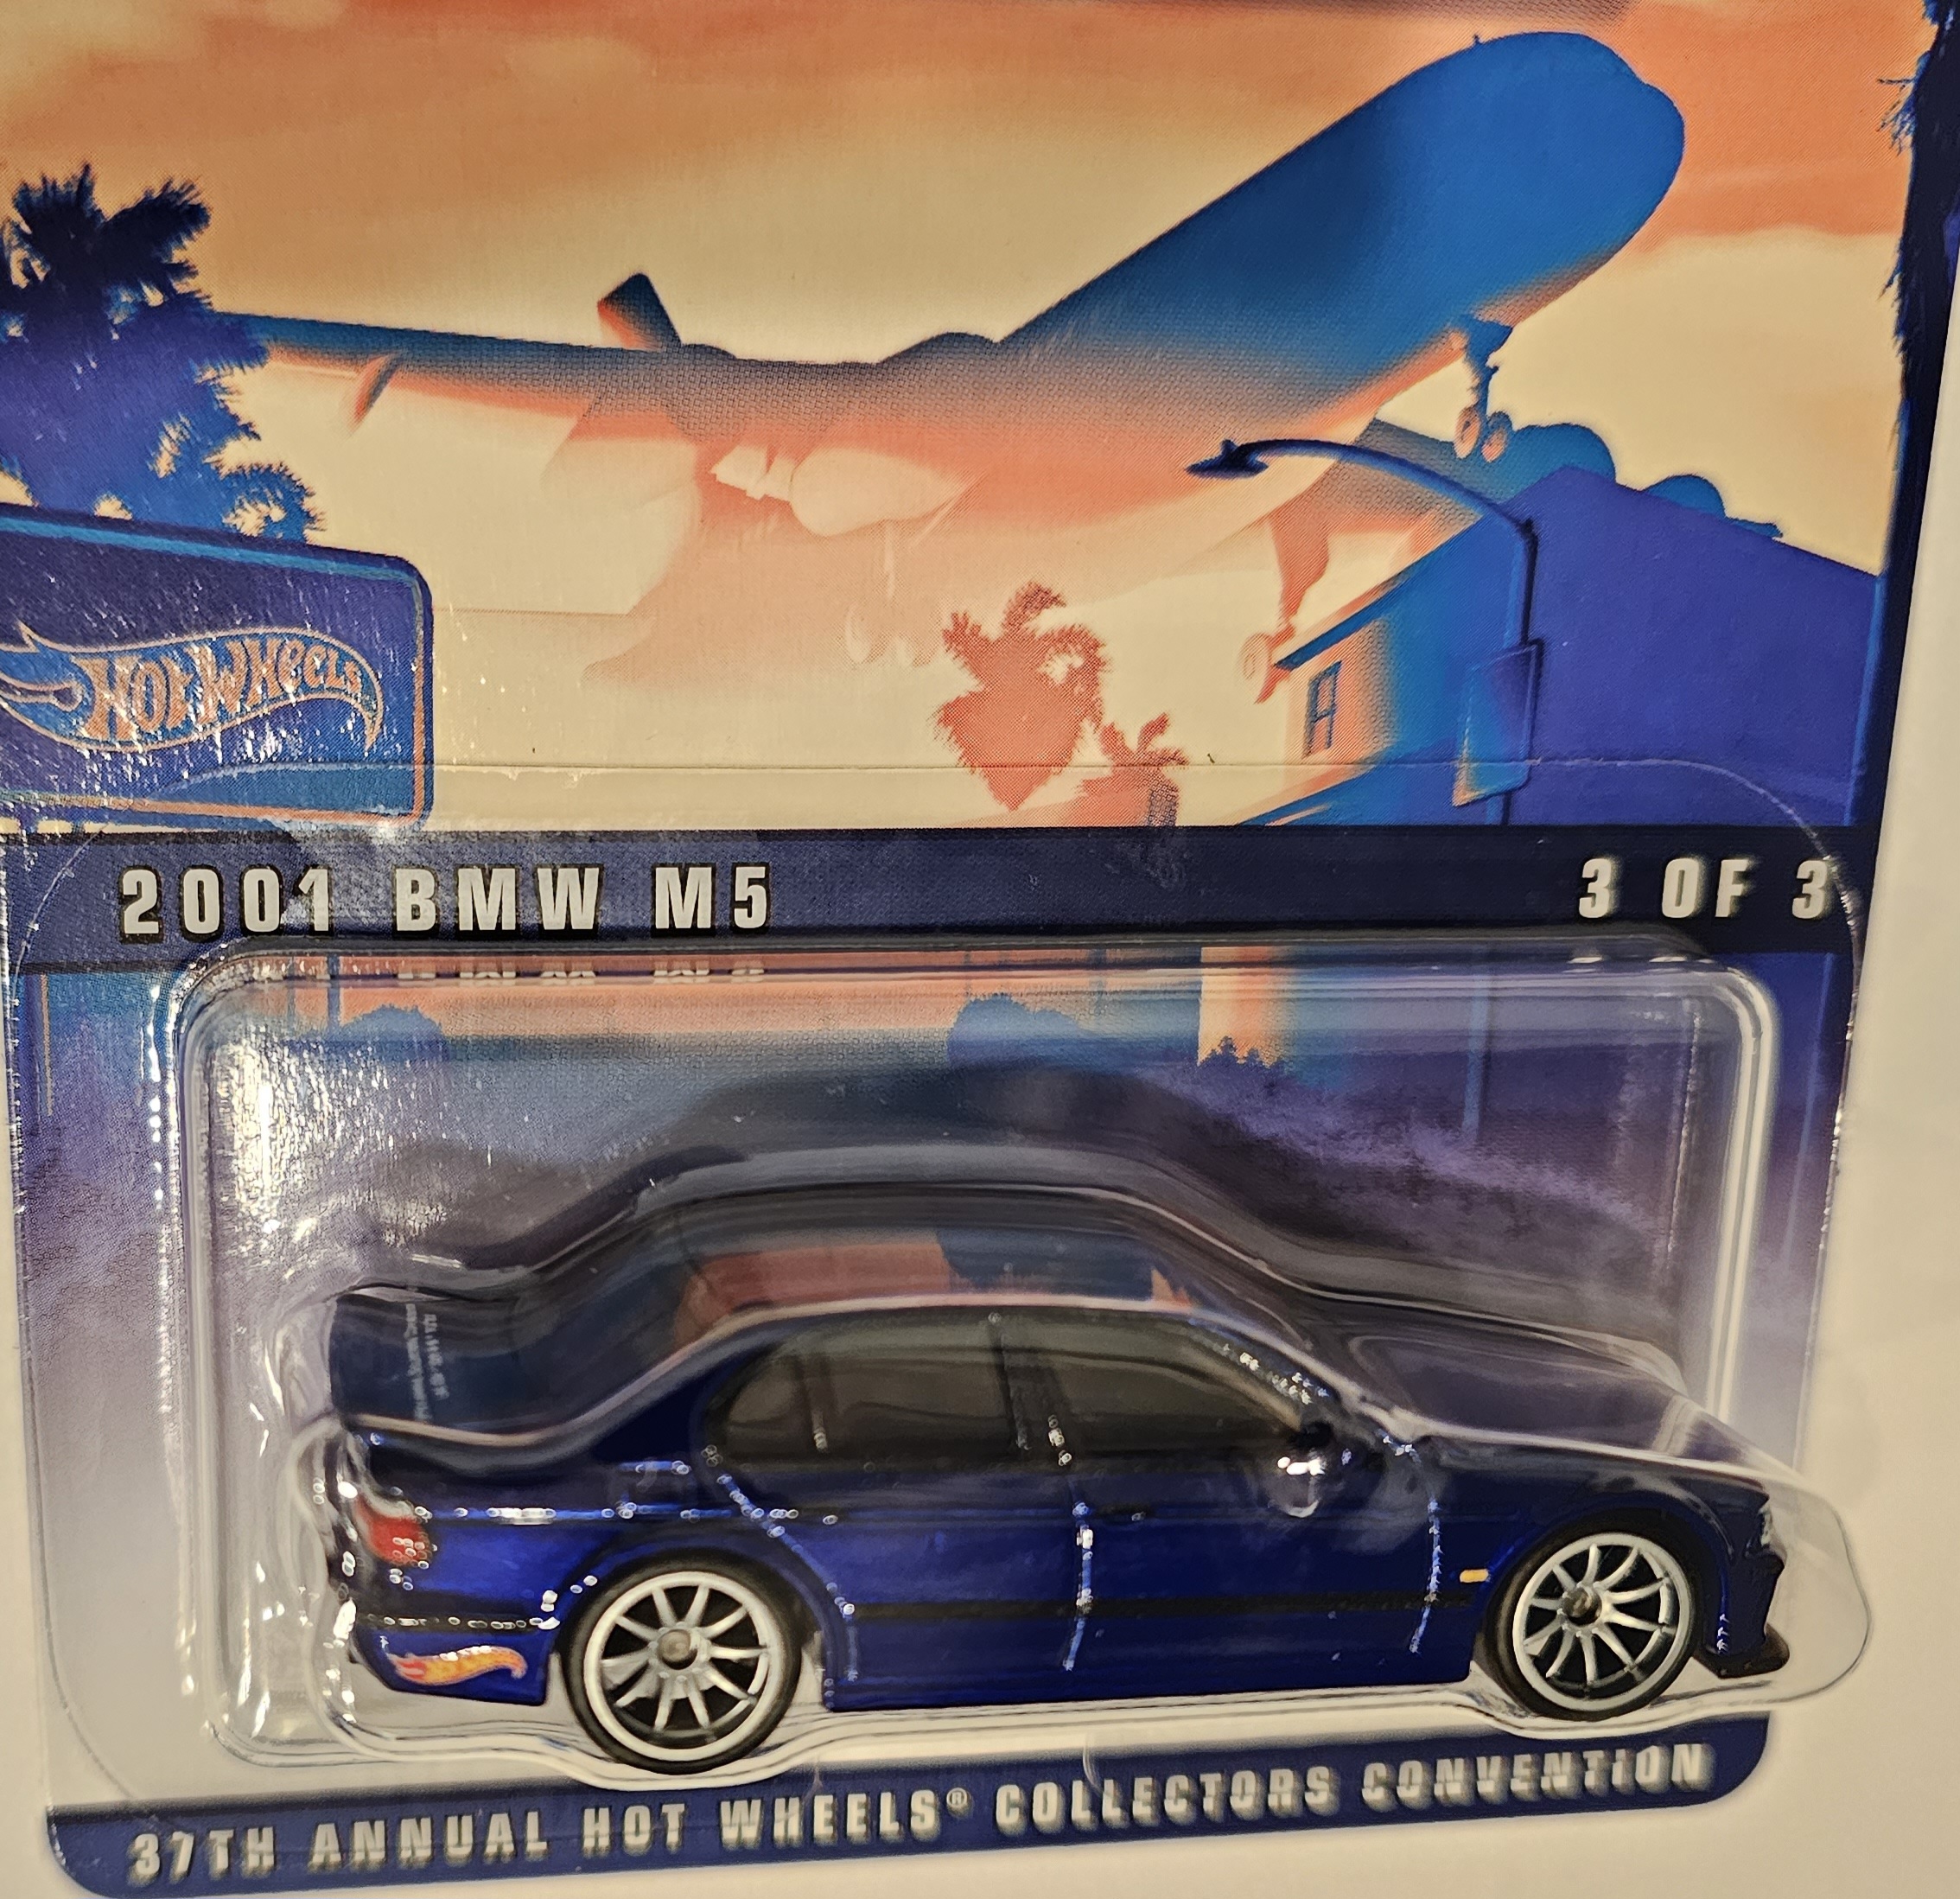 HOT WHEELS
2001 BMW M5
3 OF 3
37TH ANNUAL HOT WHEELS® COLLECTORS CONVENTION